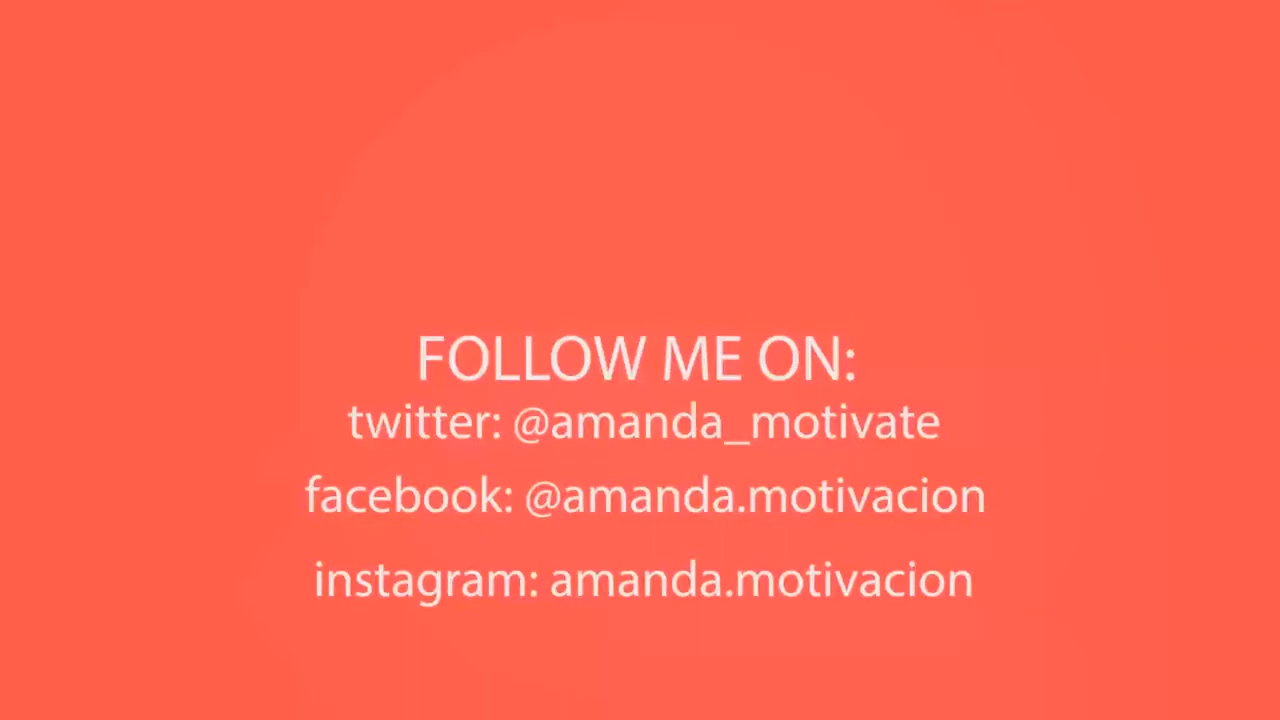 FOLLOW ME ON:
twitter: @amanda_motivate
facebook: @amanda.motivacion
instagram: amanda.motivacion